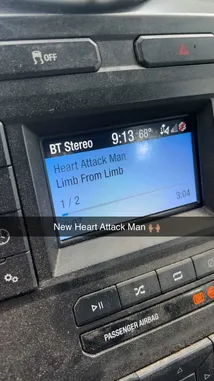 OFF
BT Stereo 9:13 68°
Heart Attack Man
Limb From Limb
1 / 2
3:04
New Heart Attack Man 🙌🏽
PASSENGER AIRBAG